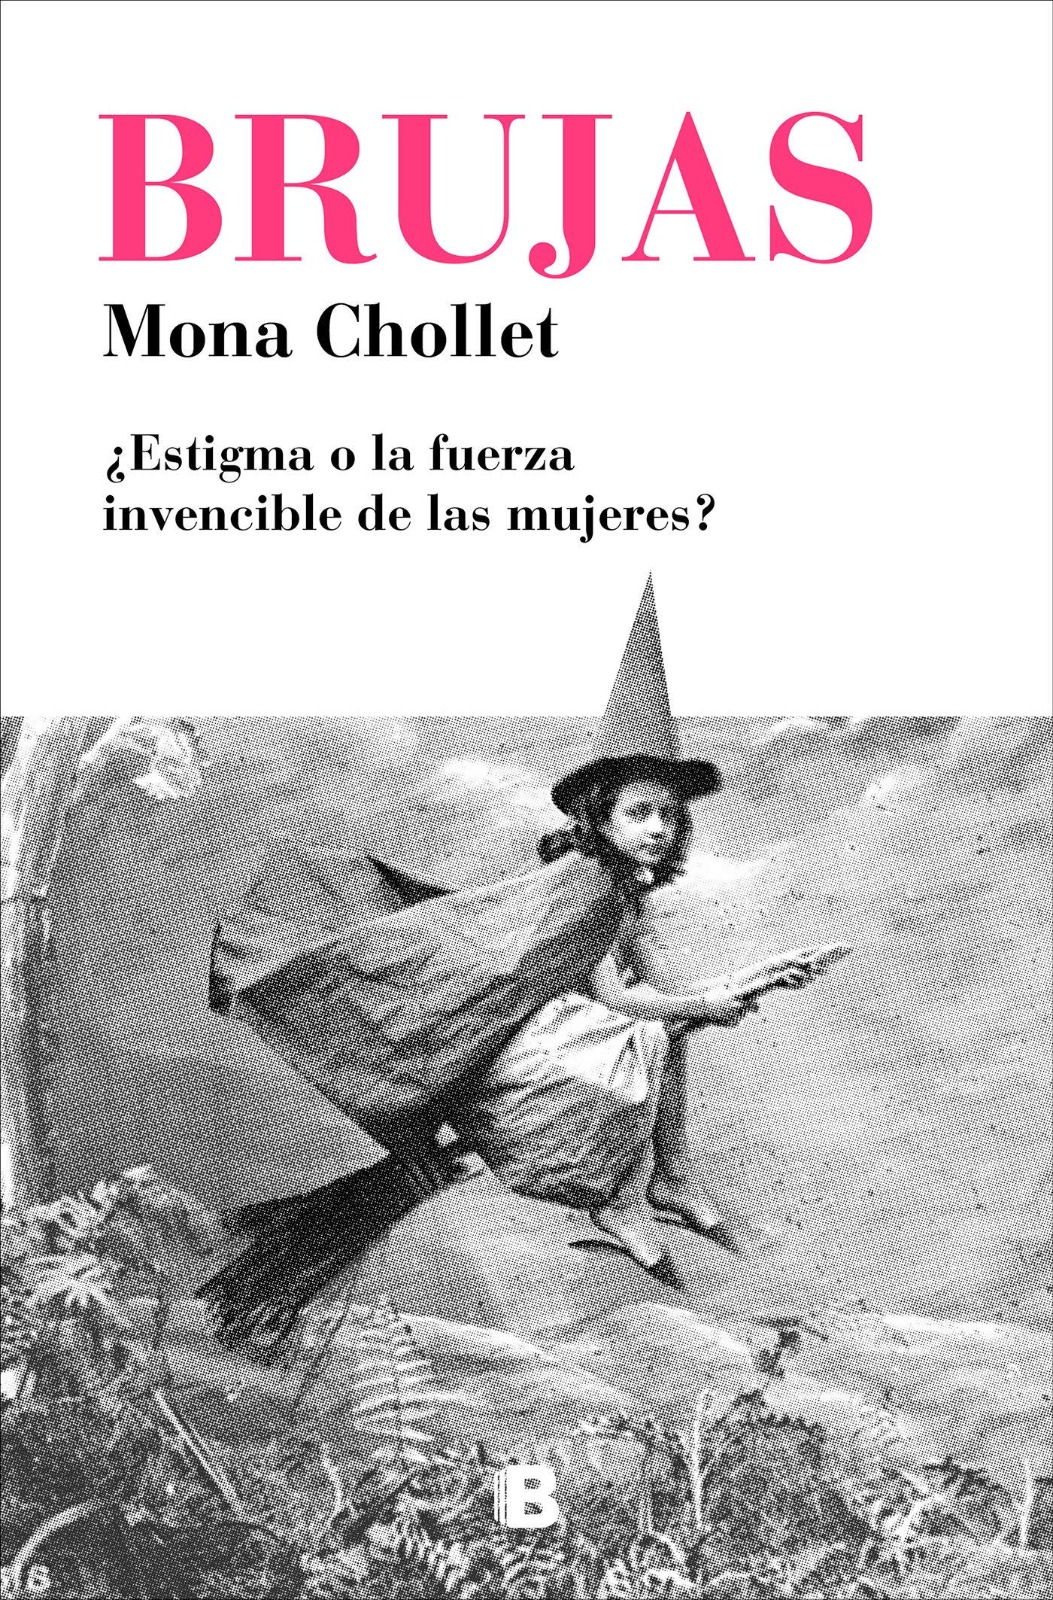 BRUJAS
Mona Chollet
¿Estigma o la fuerza
invencible de las mujeres?
B